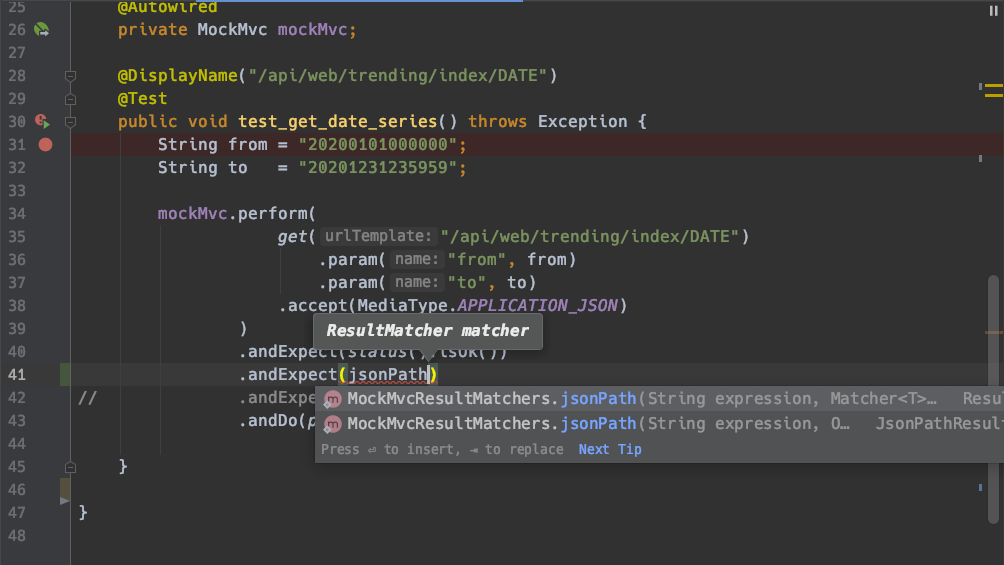 25 @Autowired
26 private MockMvc mockMvc;
27
28 @DisplayName("/api/web/trending/index/DATE")
29 @Test
30 public void test_get_date_series() throws Exception {
31 String from = "20200101000000";
32 String to   = "20201231235959";
33
34 mockMvc.perform(
35 get( urlTemplate: "/api/web/trending/index/DATE")
36 .param( name: "from", from)
37 .param( name: "to", to)
38 .accept(MediaType.APPLICATION_JSON)
39 )
ResultMatcher matcher
40 .andExpect(status().isOk())
41 .andExpect(jsonPath)
42 // .andExpe
MockMvcResultMatchers.jsonPath(String expression, Matcher<T>… Resul
43 .andDo(p
MockMvcResultMatchers.jsonPath(String expression, O… JsonPathResult
44
Press ⏎ to insert, ⇥ to replace Next Tip
45 }
46
47 }
48